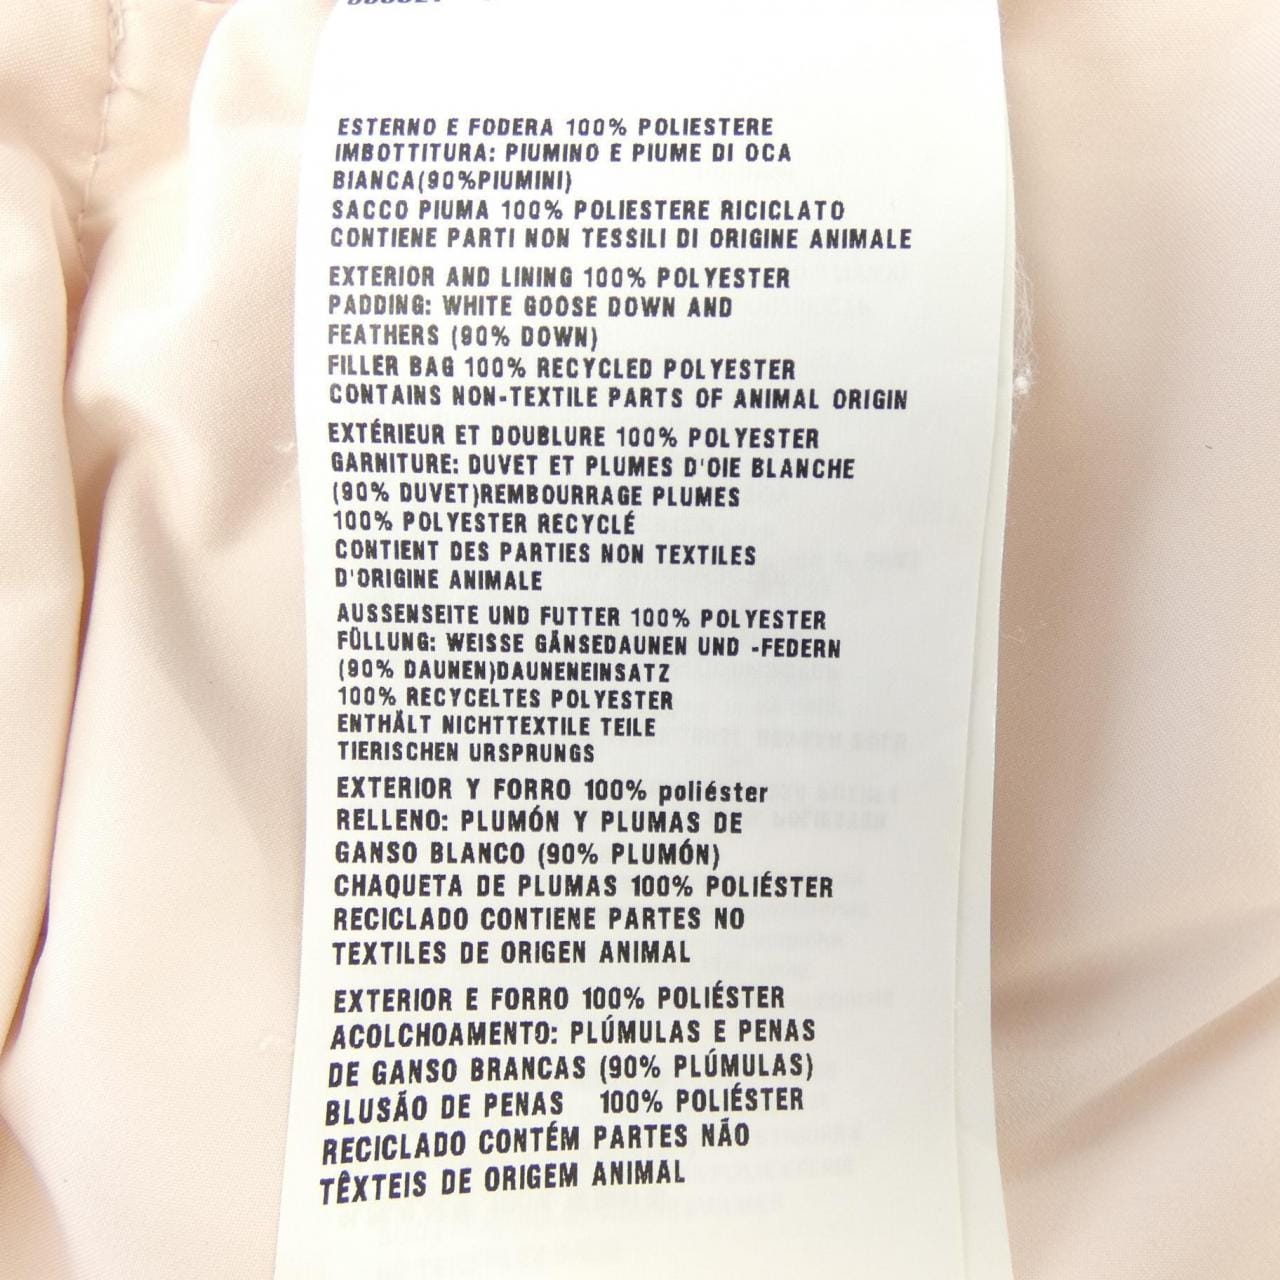 ESTERNO E FODERA 100% POLIESTERE
IMBOTTITURA: PIUMINO E PIUME DI OCA
BIANCA(90%PIUMINI)
SACCO PIUMA 100% POLIESTERE RICICLATO
CONTIENE PARTI NON TESSILI DI ORIGINE ANIMALE
EXTERIOR AND LINING 100% POLYESTER
PADDING: WHITE GOOSE DOWN AND
FEATHERS (90% DOWN)
FILLER BAG 100% RECYCLED POLYESTER
CONTAINS NON-TEXTILE PARTS OF ANIMAL ORIGIN
EXTÉRIEUR ET DOUBLURE 100% POLYESTER
GARNITURE: DUVET ET PLUMES D'OIE BLANCHE
(90% DUVET)REMBOURRAGE PLUMES
100% POLYESTER RECYCLÉ
CONTIENT DES PARTIES NON TEXTILES
D'ORIGINE ANIMALE
AUSSENSEITE UND FUTTER 100% POLYESTER
FÜLLUNG: WEISSE GÄNSEDAUNEN UND -FEDERN
(90% DAUNEN)DAUNENEINSATZ
100% RECYCELTES POLYESTER
ENTHÄLT NICHTTEXTILE TEILE
TIERISCHEN URSPRUNGS
EXTERIOR Y FORRO 100% poliéster
RELLENO: PLUMÓN Y PLUMAS DE
GANSO BLANCO (90% PLUMÓN)
CHAQUETA DE PLUMAS 100% POLIÉSTER
RECICLADO CONTIENE PARTES NO
TEXTILES DE ORIGEN ANIMAL
EXTERIOR E FORRO 100% POLIÉSTER
ACOLCHOAMENTO: PLÚMULAS E PENAS
DE GANSO BRANCAS (90% PLÚMULAS)
BLUSÃO DE PENAS 100% POLIÉSTER
RECICLADO CONTÉM PARTES NÃO
TÊXTEIS DE ORIGEM ANIMAL